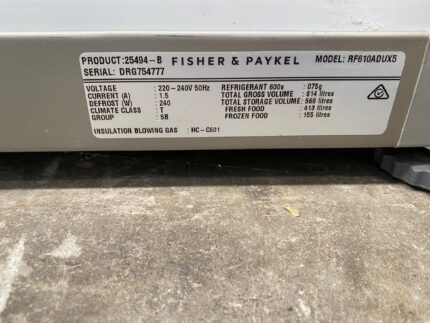 PRODUCT:25494-B FISHER & PAYKEL MODEL: RF610ADUX5
SERIAL: DRG754777
VOLTAGE : 220-240V 50Hz REFRIGERANT 600a : 075g
CURRENT (A) : 1.5 TOTAL GROSS VOLUME : 614 litres
DEFROST (W) : 240 TOTAL STORAGE VOLUME : 568 litres
CLIMATE CLASS : T FRESH FOOD : 413 litres
GROUP : 5B FROZEN FOOD : 155 litres
INSULATION BLOWING GAS : HC-C601